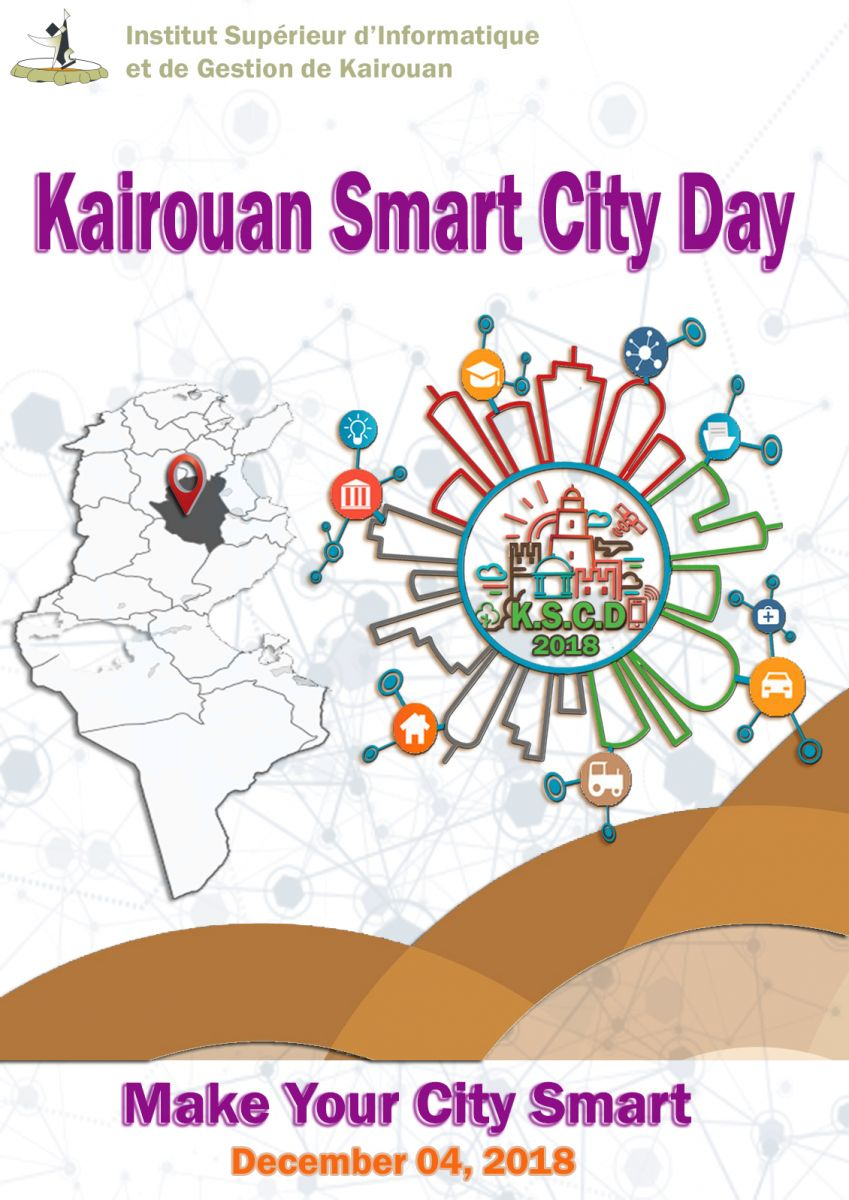 Institut Supérieur d’Informatique
et de Gestion de Kairouan
Kairouan Smart City Day
K.S.C.D
2018
Make Your City Smart
December 04, 2018